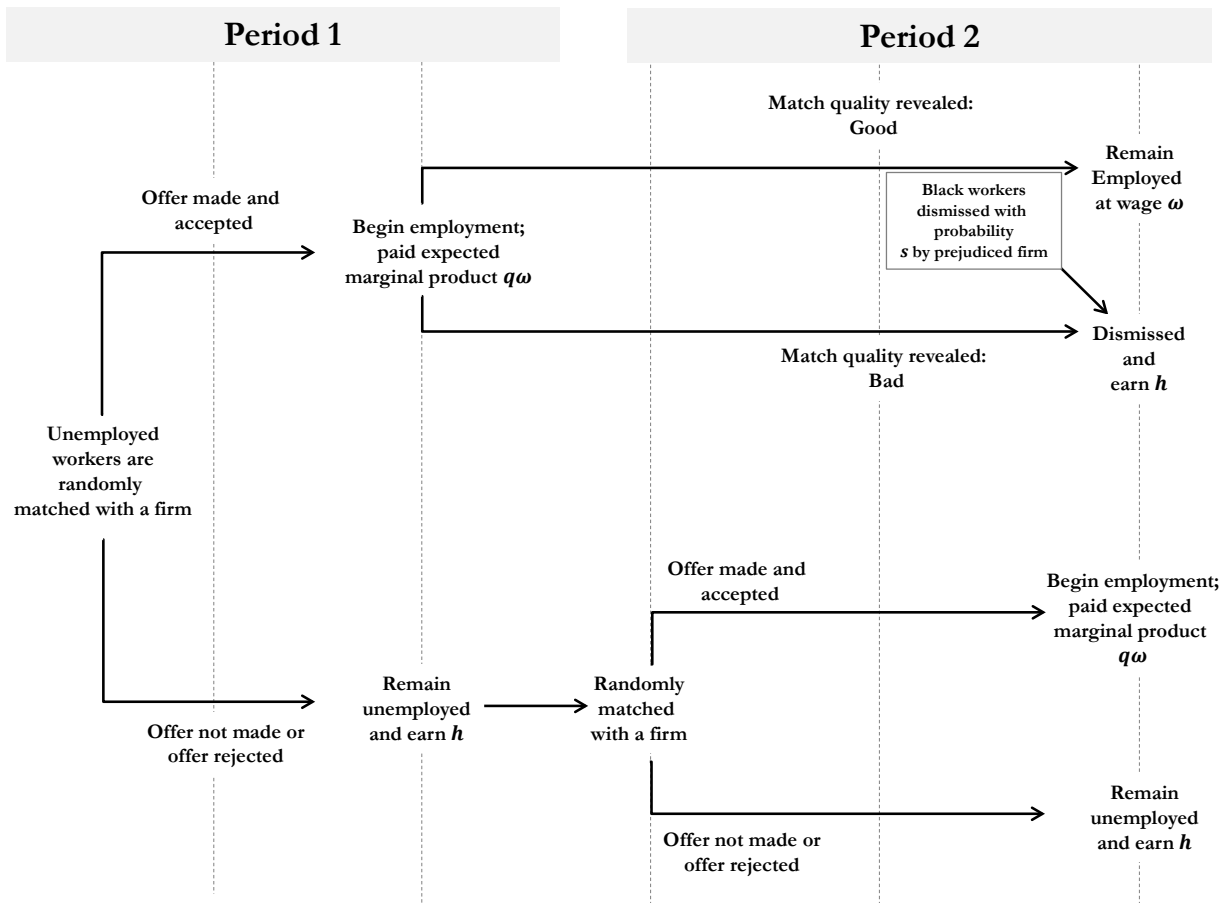 Period 1
Period 2
Match quality revealed:
Good
Remain
Employed
at wage ω
Black workers
dismissed with
probability
s by prejudiced firm
Offer made and
accepted
Begin employment;
paid expected
marginal product qω
Dismissed
and
earn h
Match quality revealed:
Bad
Unemployed
workers are
randomly
matched with a firm
Offer made and
accepted
Begin employment;
paid expected
marginal product
qω
Remain
unemployed
and earn h
Randomly
matched
with a firm
Offer not made or
offer rejected
Remain
unemployed
and earn h
Offer not made or
offer rejected